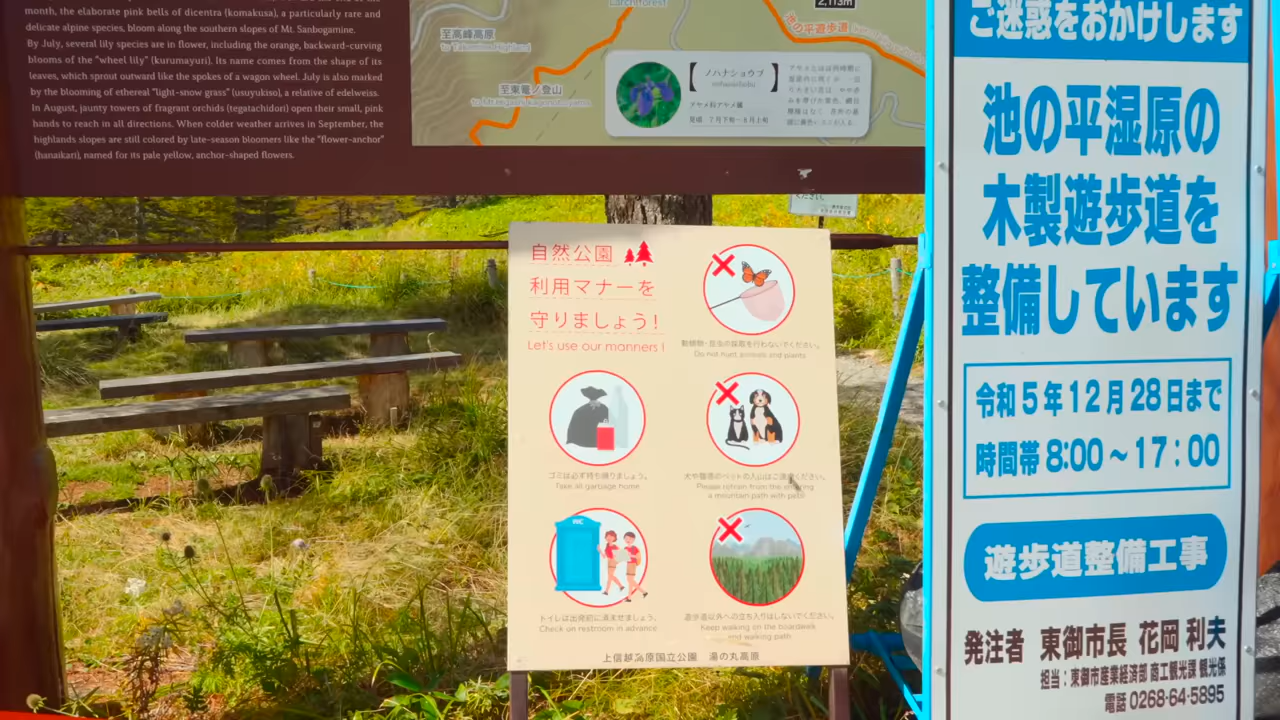 month, the elaborate pink bells of dicentra (komakusa), a particularly rare and
delicate alpine species, bloom along the southern slopes of Mt. Sanbogamine.
By July, several lily species are in flower, including the orange, backward-curving
blooms of the "wheel lily" (kurumayuri). Its name comes from the shape of its
leaves, which sprout outward like the spokes of a wagon wheel. July is also marked
by the blooming of ethereal "light-snow grass" (usuyukiso), a relative of edelweiss.
In August, jaunty towers of fragrant orchids (tegatachidori) open their small, pink
hands to reach in all directions. When colder weather arrives in September, the
highlands slopes are still colored by late-season bloomers like the "flower-anchor"
(hanaikari), named for its pale yellow, anchor-shaped flowers.
Larch forest
2,113m
至高峰高原
to Takamine Highland
池の平遊歩道
至東篭ノ登山
ノハナショウブ
アヤメ科アヤメ属
自然公園
利用マナーを
守りましょう!
Let's use our manners!
動植物・昆虫の採取を行わないでください。
Do not hunt animals and plants
ゴミは必ず持ち帰りましょう。
Take all garbage home
犬や猫等のペットの入山はご遠慮ください。
Please refrain from the entering
a mountain path with pets
WC
トイレは出発前に済ませましょう。
Check on restroom in advance
遊歩道以外への立ち入りはしないでください。
Keep walking on the boardwalk
and walking path
上信越高原国立公園 湯の丸高原
ご迷惑をおかけします
池の平湿原の
木製遊歩道を
整備しています
令和5年12月28日まで
時間帯 8:00~17:00
遊歩道整備工事
発注者 東御市長 花岡 利夫
担当:東御市産業経済部 商工観光課 観光係
電話 0268-64-5895